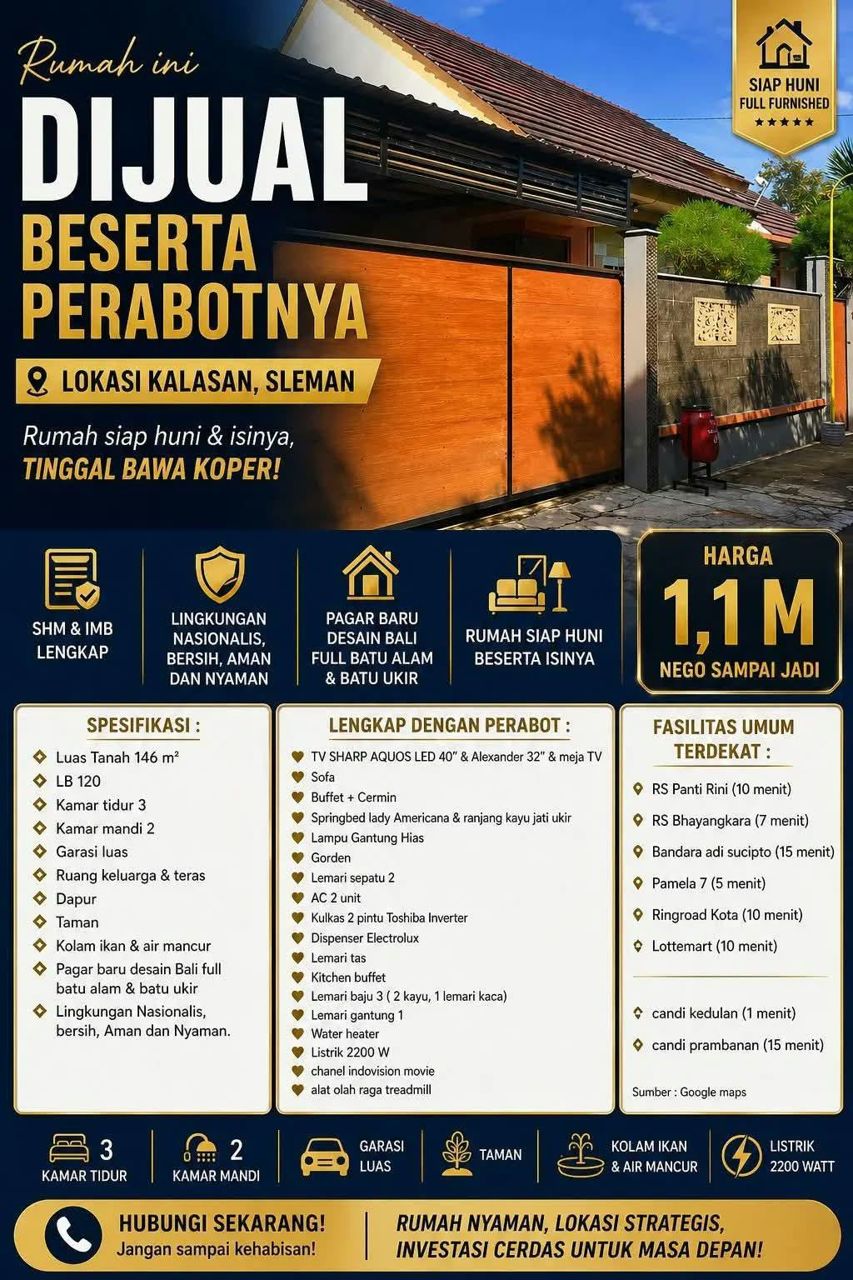 Rumah ini
DIJUAL
BESERTA
PERABOTNYA
LOKASI KALASAN, SLEMAN
Rumah siap huni & isinya,
TINGGAL BAWA KOPER!
SIAP HUNI
FULL FURNISHED
SHM & IMB
LENGKAP
LINGKUNGAN
NASIONALIS,
BERSIH, AMAN
DAN NYAMAN
PAGAR BARU
DESAIN BALI
FULL BATU ALAM
& BATU UKIR
RUMAH SIAP HUNI
BESERTA ISINYA
HARGA
1,1 M
NEGO SAMPAI JADI
SPESIFIKASI :
Luas Tanah 146 m²
LB 120
Kamar tidur 3
Kamar mandi 2
Garasi luas
Ruang keluarga & teras
Dapur
Taman
Kolam ikan & air mancur
Pagar baru desain Bali full
batu alam & batu ukir
Lingkungan Nasionalis,
bersih, Aman dan Nyaman.
LENGKAP DENGAN PERABOT :
TV SHARP AQUOS LED 40" & Alexander 32" & meja TV
Sofa
Buffet + Cermin
Springbed lady Americana & ranjang kayu jati ukir
Lampu Gantung Hias
Gorden
Lemari sepatu 2
AC 2 unit
Kulkas 2 pintu Toshiba Inverter
Dispenser Electrolux
Lemari tas
Kitchen buffet
Lemari baju 3 ( 2 kayu, 1 lemari kaca)
Lemari gantung 1
Water heater
Listrik 2200 W
chanel indovision movie
alat olah raga treadmill
FASILITAS UMUM
TERDEKAT :
RS Panti Rini (10 menit)
RS Bhayangkara (7 menit)
Bandara adi sucipto (15 menit)
Pamela 7 (5 menit)
Ringroad Kota (10 menit)
Lottemart (10 menit)
candi kedulan (1 menit)
candi prambanan (15 menit)
Sumber : Google maps
3
KAMAR TIDUR
2
KAMAR MANDI
GARASI
LUAS
TAMAN
KOLAM IKAN
& AIR MANCUR
LISTRIK
2200 WATT
HUBUNGI SEKARANG!
Jangan sampai kehabisan!
RUMAH NYAMAN, LOKASI STRATEGIS,
INVESTASI CERDAS UNTUK MASA DEPAN!